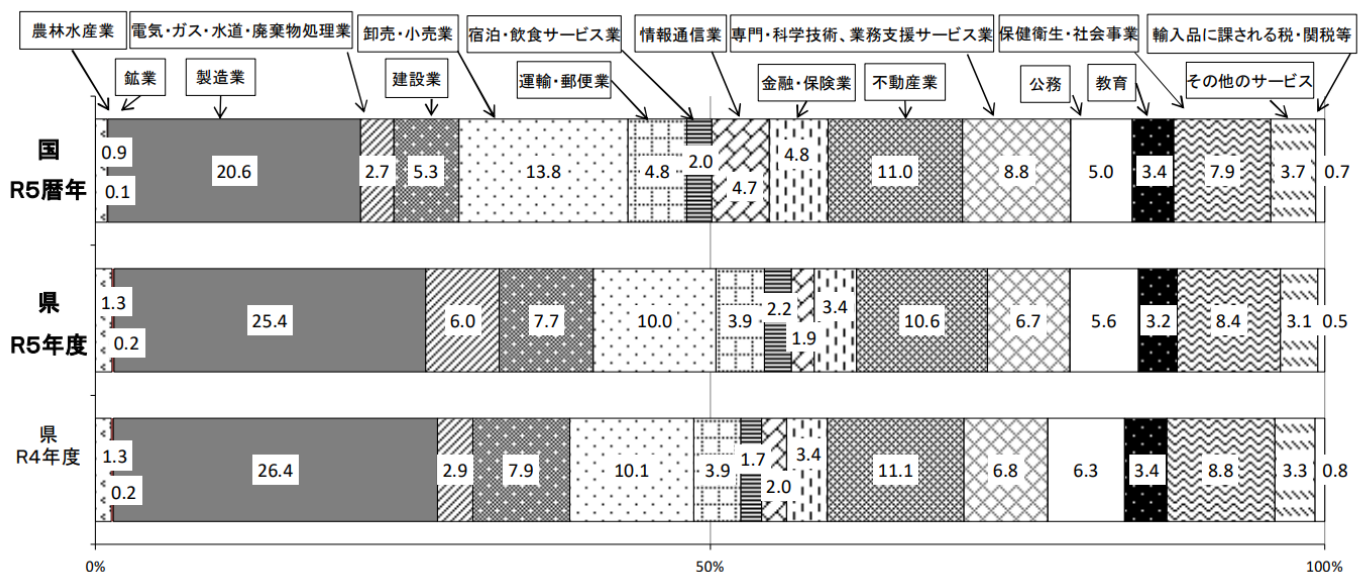 農林水産業
電気・ガス・水道・廃棄物処理業
卸売・小売業
宿泊・飲食サービス業
情報通信業
専門・科学技術、業務支援サービス業
保健衛生・社会事業
輸入品に課される税・関税等
鉱業
製造業
建設業
運輸・郵便業
金融・保険業
不動産業
公務
教育
その他のサービス
国
R5暦年
0.9
0.1
20.6
2.7
5.3
13.8
4.8
2.0
4.7
4.8
11.0
8.8
5.0
3.4
7.9
3.7
0.7
県
R5年度
1.3
0.2
25.4
6.0
7.7
10.0
3.9
2.2
1.9
3.4
10.6
6.7
5.6
3.2
8.4
3.1
0.5
県
R4年度
1.3
0.2
26.4
2.9
7.9
10.1
3.9
1.7
2.0
3.4
11.1
6.8
6.3
3.4
8.8
3.3
0.8
0%
50%
100%